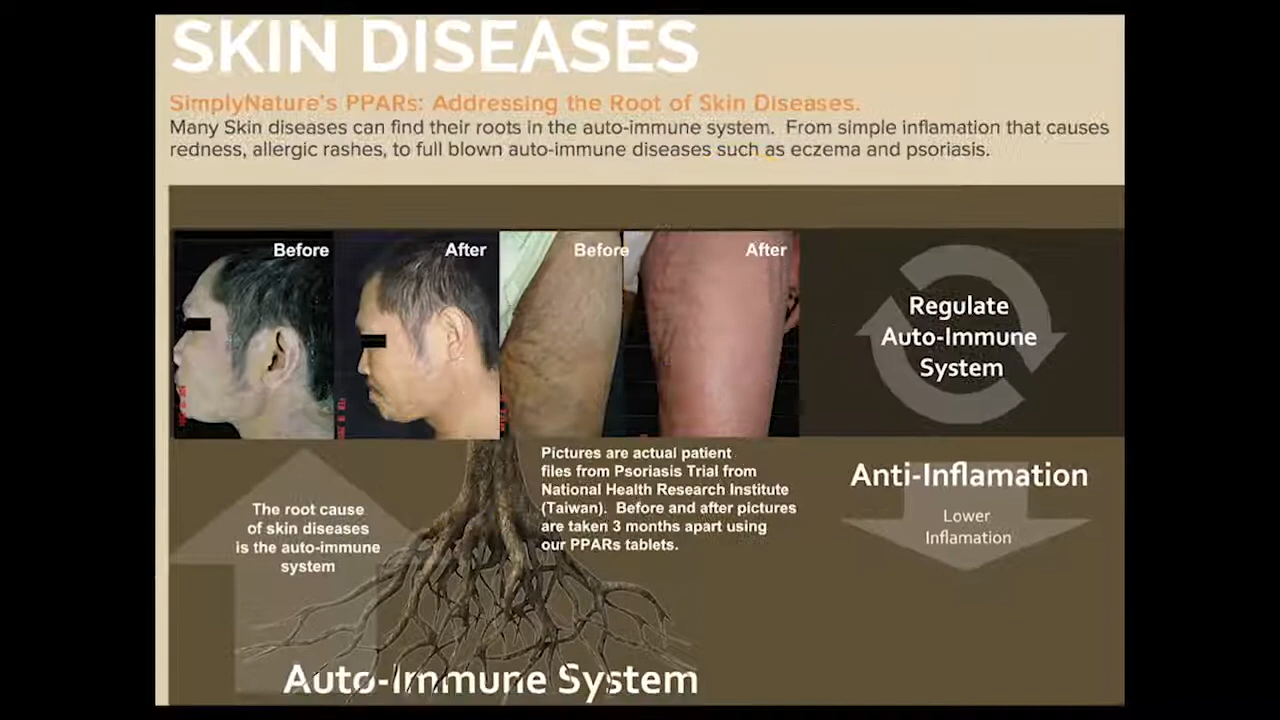 SKIN DISEASES
SimplyNature's PPARs: Addressing the Root of Skin Diseases.
Many Skin diseases can find their roots in the auto-immune system. From simple inflamation that causes
redness, allergic rashes, to full blown auto-immune diseases such as eczema and psoriasis.
Before
After
Before
After
Regulate
Auto-Immune
System
Pictures are actual patient
files from Psoriasis Trial from
National Health Research Institute
(Taiwan). Before and after pictures
are taken 3 months apart using
our PPARs tablets.
Anti-Inflamation
Lower
Inflamation
The root cause
of skin diseases
is the auto-immune
system
Auto-Immune System